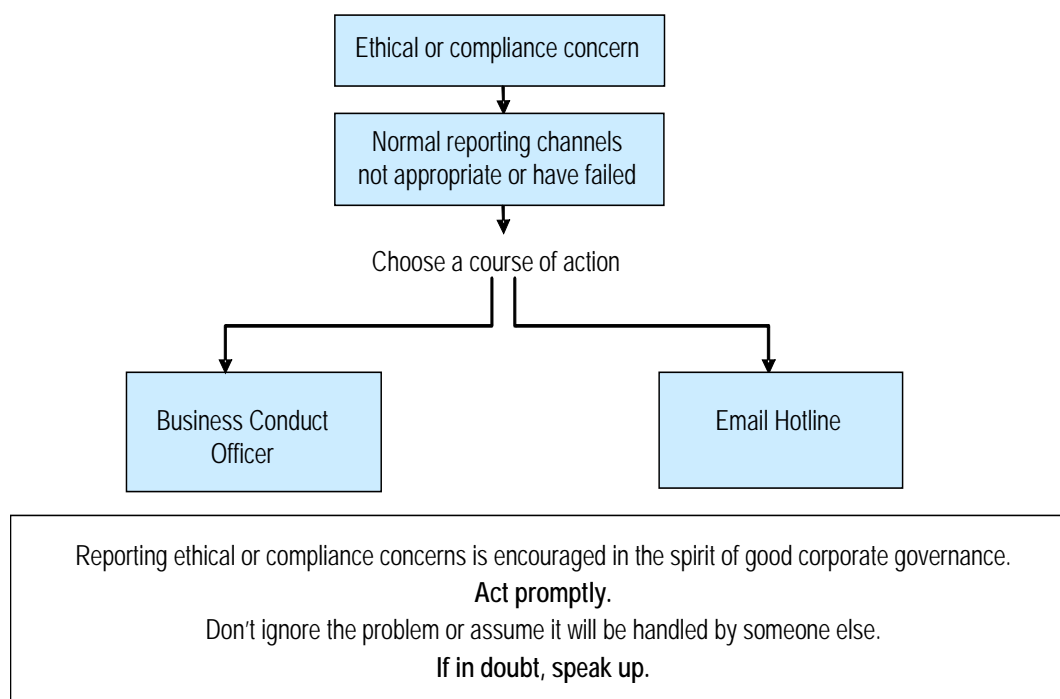 Ethical or compliance concern
Normal reporting channels
not appropriate or have failed
Choose a course of action
Business Conduct
Officer
Email Hotline
Reporting ethical or compliance concerns is encouraged in the spirit of good corporate governance.
Act promptly.
Don't ignore the problem or assume it will be handled by someone else.
If in doubt, speak up.